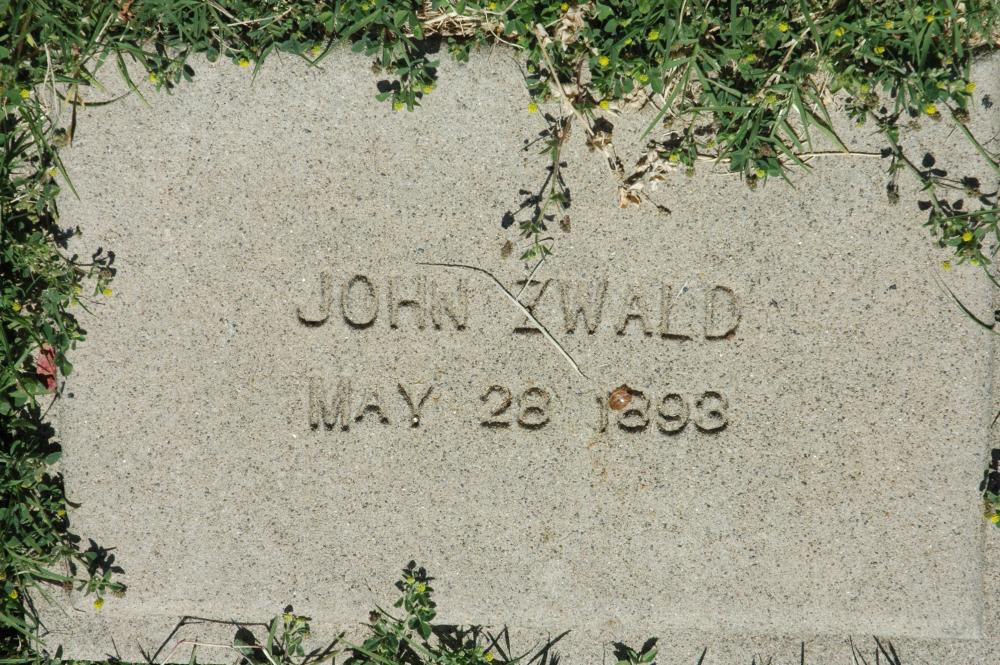 JOHN ZWALD
MAY 28 1893